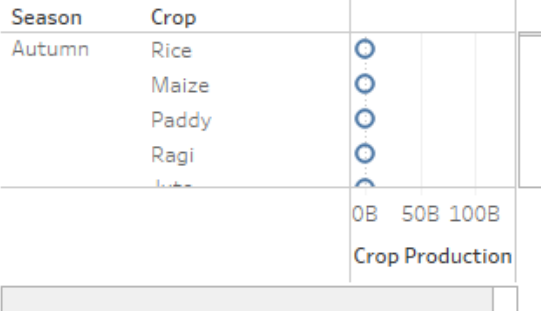 Season Crop
Autumn Rice
Maize
Paddy
Ragi
0B 50B 100B
Crop Production